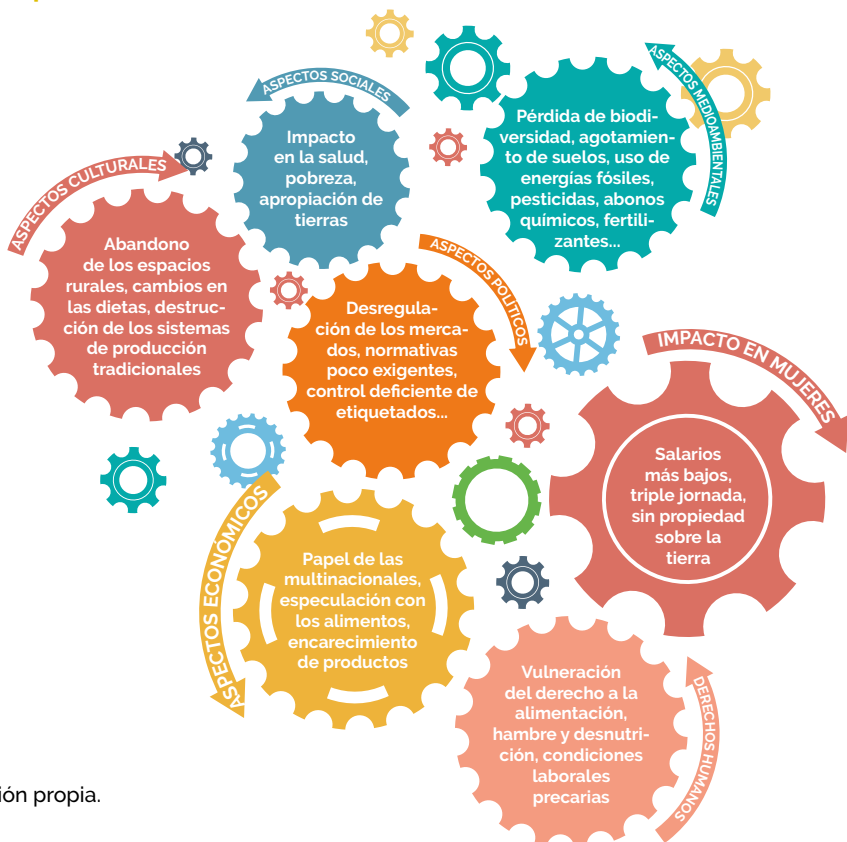 ASPECTOS SOCIALES
Impacto
en la salud,
pobreza,
apropiación de
tierras
ASPECTOS MEDIOAMBIENTALES
Pérdida de biodi-
versidad, agotamien-
to de suelos, uso de
energías fósiles,
pesticidas, abonos
químicos, fertili-
zantes...
ASPECTOS CULTURALES
Abandono
de los espacios
rurales, cambios en
las dietas, destruc-
ción de los sistemas
de producción
tradicionales
ASPECTOS POLÍTICOS
Desregula-
ción de los merca-
dos, normativas
poco exigentes,
control deficiente de
etiquetados...
IMPACTO EN MUJERES
Salarios
más bajos,
triple jornada,
sin propiedad
sobre la
tierra
ASPECTOS ECONÓMICOS
Papel de las
multinacionales,
especulación con
los alimentos,
encarecimiento
de productos
DERECHOS HUMANOS
Vulneración
del derecho a la
alimentación,
hambre y desnutri-
ción, condiciones
laborales
precarias
ión propia.